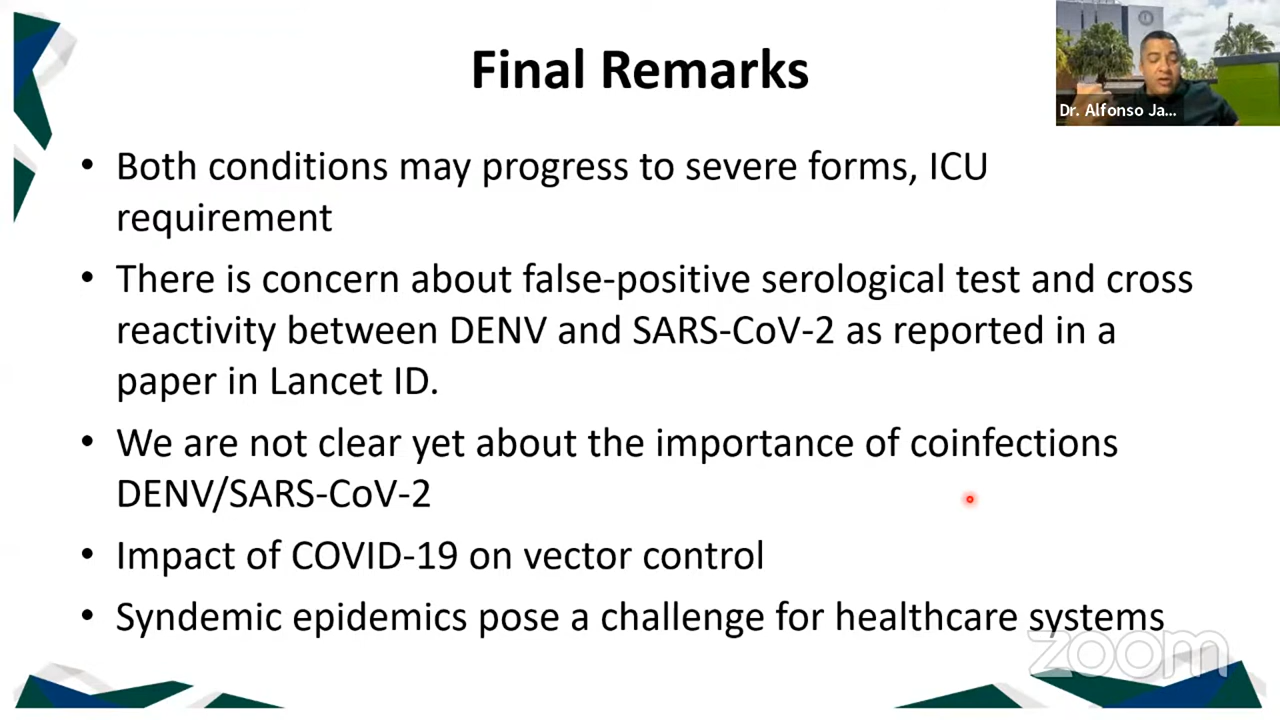 Final Remarks
Dr. Alfonso Ja...
• Both conditions may progress to severe forms, ICU
requirement
• There is concern about false-positive serological test and cross
reactivity between DENV and SARS-CoV-2 as reported in a
paper in Lancet ID.
• We are not clear yet about the importance of coinfections
DENV/SARS-CoV-2
• Impact of COVID-19 on vector control
• Syndemic epidemics pose a challenge for healthcare systems
zoom